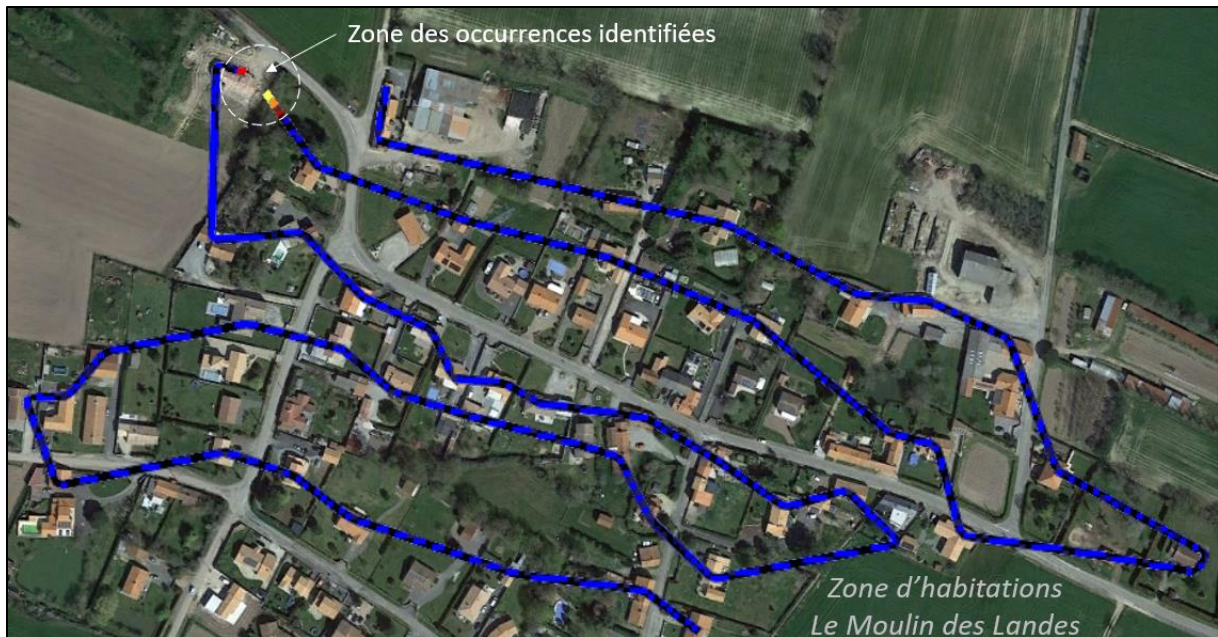 Zone des occurrences identifiées
Zone d'habitations
Le Moulin des Landes